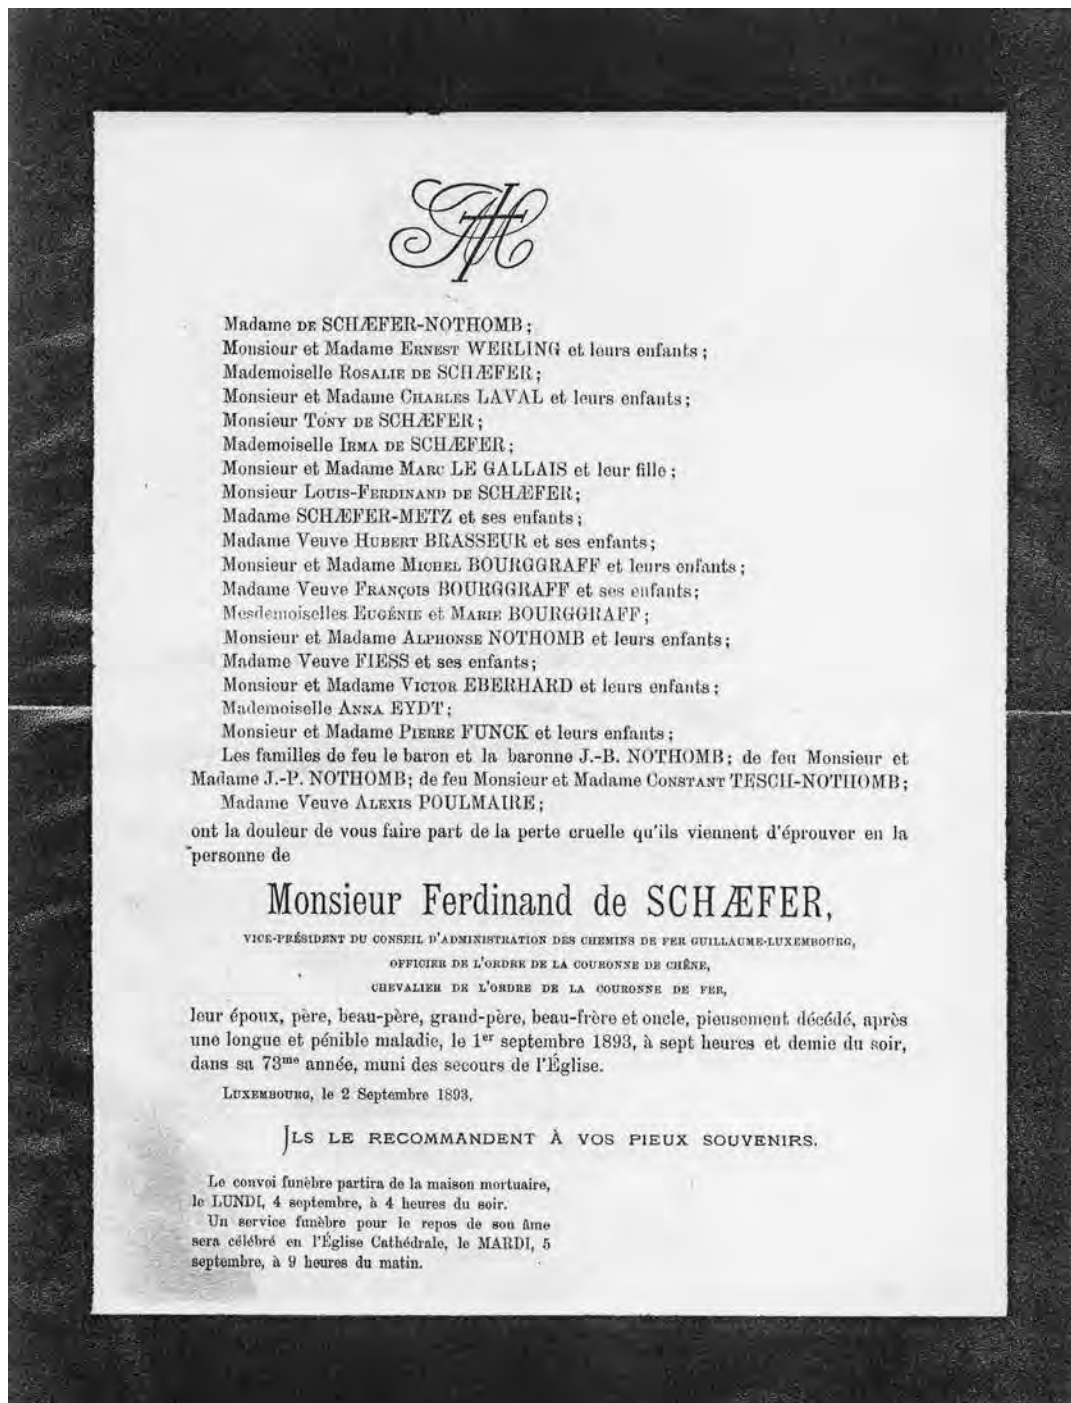 Madame DE SCHÆFER-NOTHOMB;
Monsieur et Madame ERNEST WERLING et leurs enfants;
Mademoiselle ROSALIE DE SCHÆFER;
Monsieur et Madame CHARLES LAVAL et leurs enfants;
Monsieur TONY DE SCHÆFER;
Mademoiselle IRMA DE SCHÆFER;
Monsieur et Madame MARC LE GALLAIS et leur fille;
Monsieur LOUIS-FERDINAND DE SCHÆFER;
Madame SCHÆFER-METZ et ses enfants;
Madame Veuve HUBERT BRASSEUR et ses enfants;
Monsieur et Madame MICHEL BOURGGRAFF et leurs enfants;
Madame Veuve FRANÇOIS BOURGGRAFF et ses enfants;
Mesdemoiselles EUGÉNIE et MARIE BOURGGRAFF;
Monsieur et Madame ALPHONSE NOTHOMB et leurs enfants;
Madame Veuve FIESS et ses enfants;
Monsieur et Madame VICTOR EBERHARD et leurs enfants;
Mademoiselle ANNA EYDT;
Monsieur et Madame PIERRE FUNCK et leurs enfants;
Les familles de feu le baron et la baronne J.-B. NOTHOMB; de feu Monsieur et
Madame J.-P. NOTHOMB; de feu Monsieur et Madame CONSTANT TESCH-NOTHOMB;
Madame Veuve ALEXIS POULMAIRE;
ont la douleur de vous faire part de la perte cruelle qu'ils viennent d'éprouver en la
personne de
Monsieur Ferdinand de SCHÆFER,
VICE-PRÉSIDENT DU CONSEIL D'ADMINISTRATION DES CHEMINS DE FER GUILLAUME-LUXEMBOURG,
OFFICIER DE L'ORDRE DE LA COURONNE DE CHÊNE,
CHEVALIER DE L'ORDRE DE LA COURONNE DE FER,
leur époux, père, beau-père, grand-père, beau-frère et oncle, pieusement décédé, après
une longue et pénible maladie, le 1er septembre 1893, à sept heures et demie du soir,
dans sa 73me année, muni des secours de l'Église.
LUXEMBOURG, le 2 Septembre 1893.
ILS LE RECOMMANDENT À VOS PIEUX SOUVENIRS.
Le convoi funèbre partira de la maison mortuaire,
le LUNDI, 4 septembre, à 4 heures du soir.
Un service funèbre pour le repos de son âme
sera célébré en l'Église Cathédrale, le MARDI, 5
septembre, à 9 heures du matin.